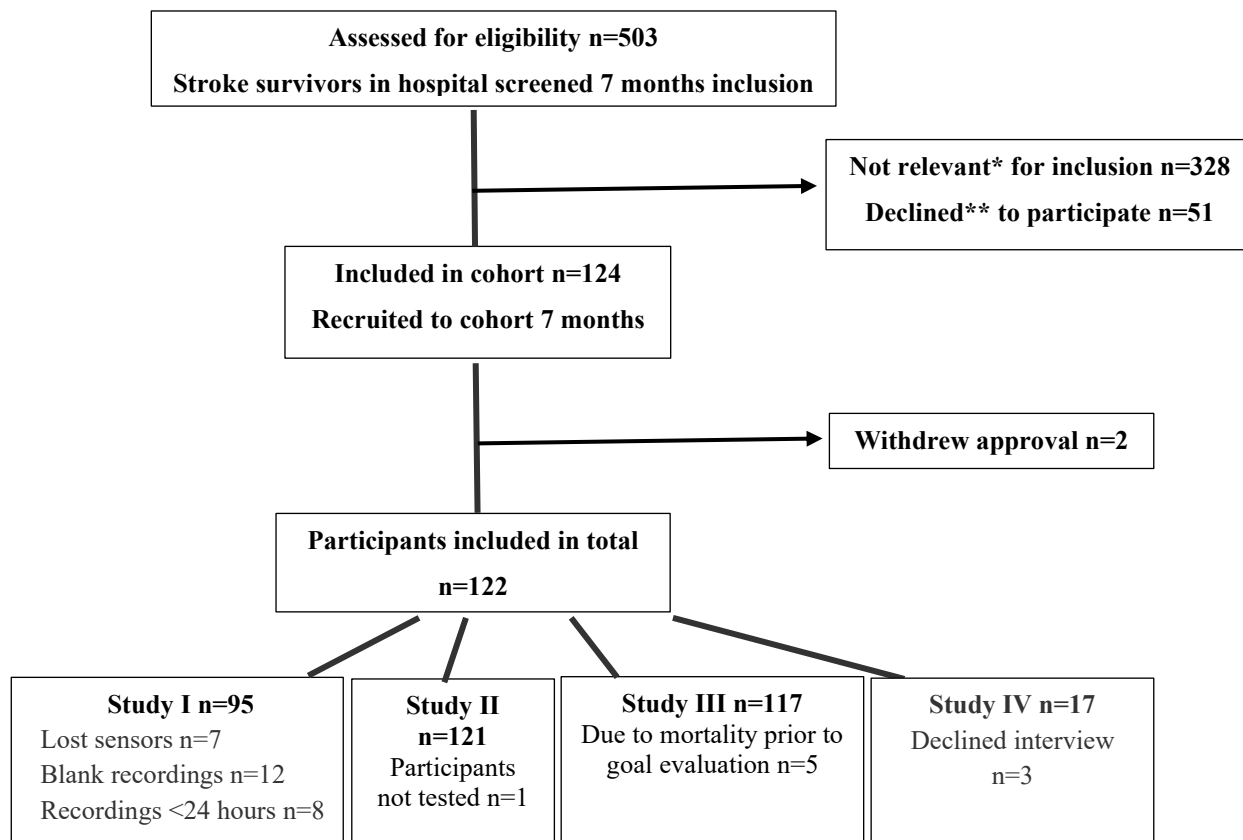 Assessed for eligibility n=503
Stroke survivors in hospital screened 7 months inclusion
Not relevant* for inclusion n=328
Declined** to participate n=51
Included in cohort n=124
Recruited to cohort 7 months
Withdrew approval n=2
Participants included in total
n=122
Study I n=95
Lost sensors n=7
Blank recordings n=12
Recordings <24 hours n=8
Study II
n=121
Participants
not tested n=1
Study III n=117
Due to mortality prior to
goal evaluation n=5
Study IV n=17
Declined interview
n=3